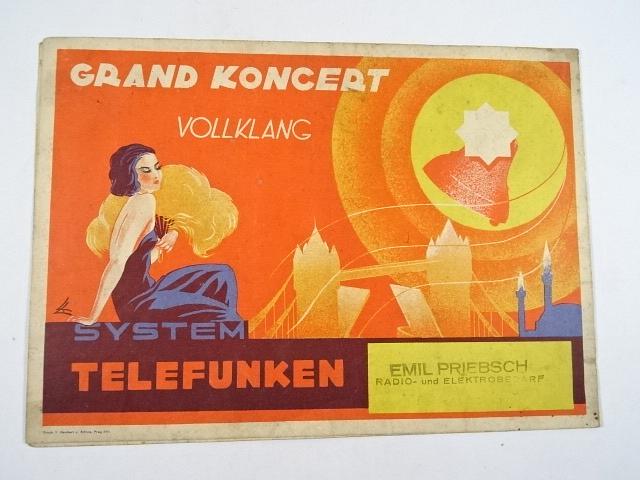 GRAND KONCERT
VOLLKLANG
SYSTEM
TELEFUNKEN
EMIL PRIEBSCH
RADIO- und ELEKTROBEDARF